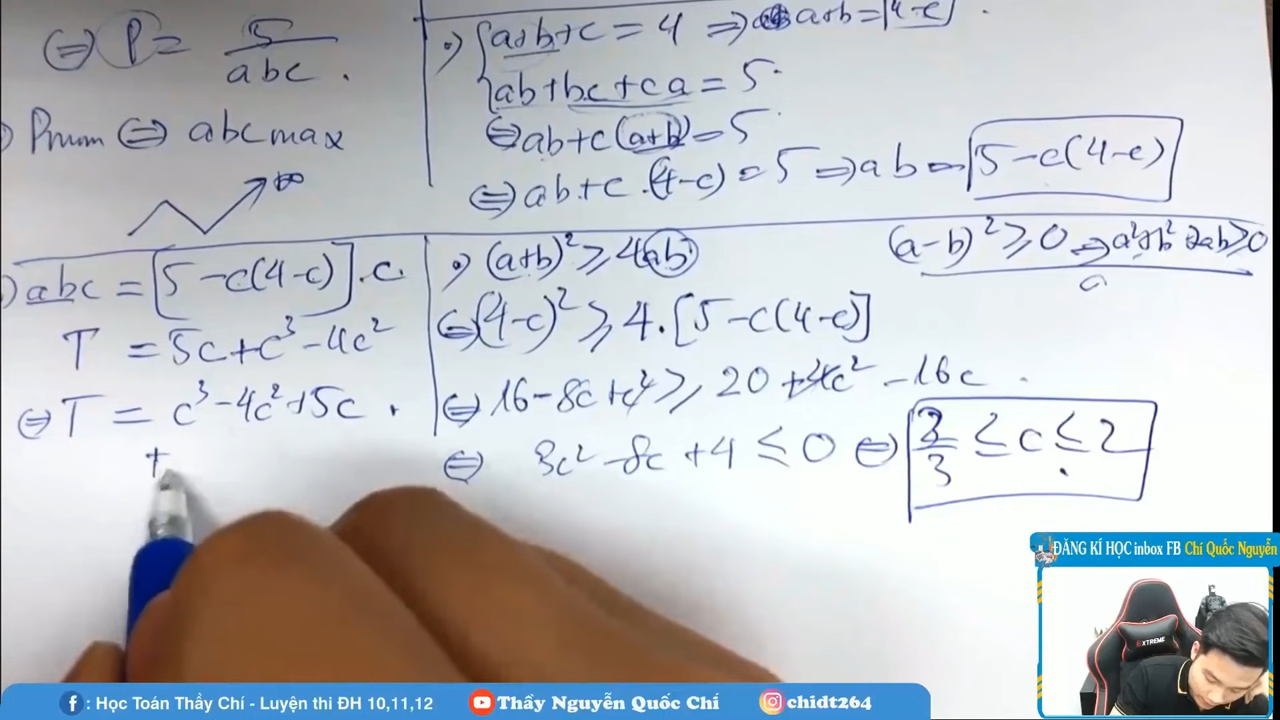 ⇔ P = 5/abc .
Pmin ⇔ abc max
+∞
•) { a+b+c = 4 ⇒ a+b = 4-c .
ab+bc+ca = 5
⇔ ab+c(a+b) = 5
⇔ ab+c.(4-c) = 5 ⇒ ab = 5-c(4-c)
) abc = [5-c(4-c)].c
T = 5c+c³-4c²
⇔ T = c³-4c²+5c .
+
•) (a+b)² ≥ 4ab
(a-b)² ≥ 0 ⇒ a²+b²-2ab ≥ 0
a
⇔ (4-c)² ≥ 4.[5-c(4-c)]
⇔ 16-8c+c² ≥ 20+4c²-16c .
⇔ 3c²-8c+4 ≤ 0 ⇔ 2/3 ≤ c ≤ 2
ĐĂNG KÍ HỌC inbox FB Chí Quốc Nguyễn
EXTREME
: Học Toán Thầy Chí - Luyện thi ĐH 10,11,12
Thầy Nguyễn Quốc Chí
chidt264